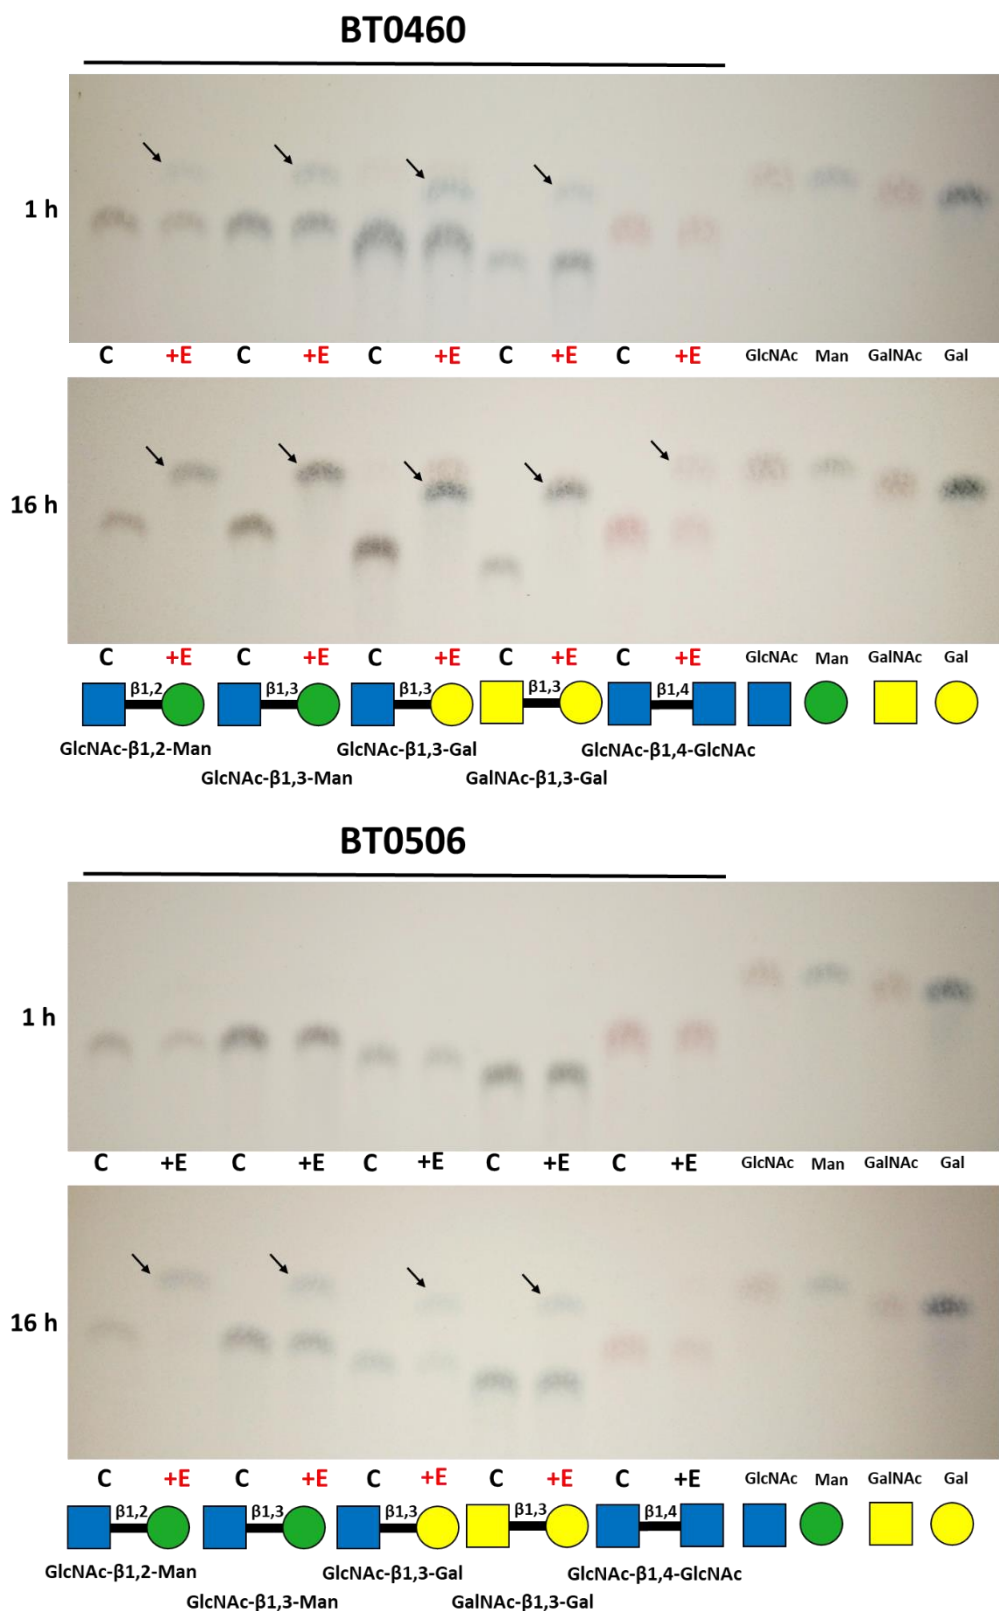 BT0460
1 h
C +E C +E C +E C +E C +E GlcNAc Man GalNAc Gal
16 h
C +E C +E C +E C +E C +E GlcNAc Man GalNAc Gal
β1,2 β1,3 β1,3 β1,3 β1,4
GlcNAc-β1,2-Man GlcNAc-β1,3-Gal GlcNAc-β1,4-GlcNAc
GlcNAc-β1,3-Man GalNAc-β1,3-Gal
BT0506
1 h
C +E C +E C +E C +E C +E GlcNAc Man GalNAc Gal
16 h
C +E C +E C +E C +E C +E GlcNAc Man GalNAc Gal
β1,2 β1,3 β1,3 β1,3 β1,4
GlcNAc-β1,2-Man GlcNAc-β1,3-Gal GlcNAc-β1,4-GlcNAc
GlcNAc-β1,3-Man GalNAc-β1,3-Gal